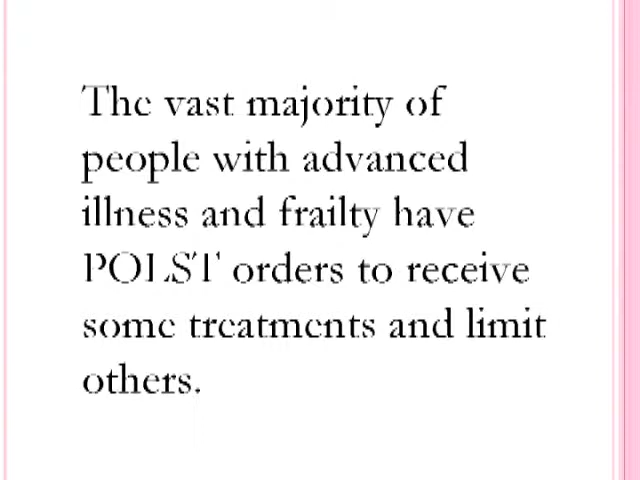 The vast majority of
people with advanced
illness and frailty have
POLST orders to receive
some treatments and limit
others.